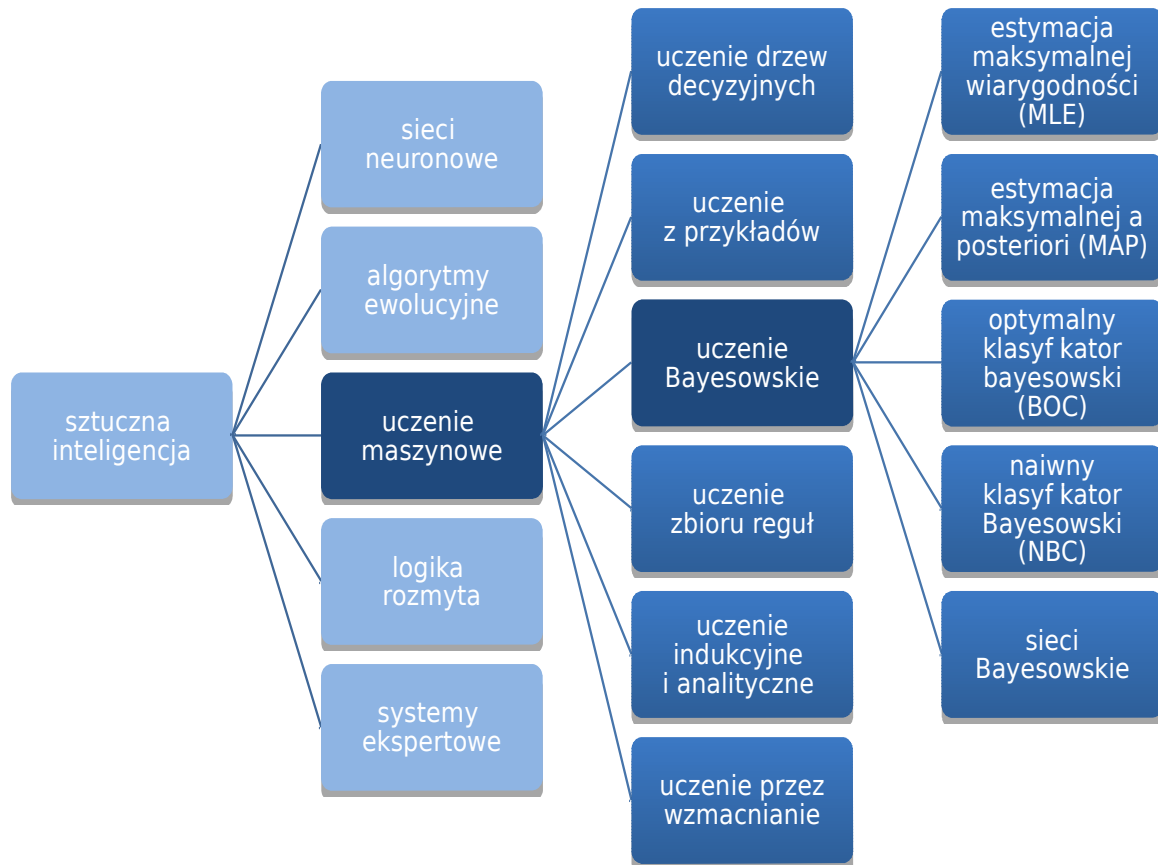 sztuczna
inteligencja
sieci
neuronowe
algorytmy
ewolucyjne
uczenie
maszynowe
logika
rozmyta
systemy
ekspertowe
uczenie drzew
decyzyjnych
uczenie
z przykładów
uczenie
Bayesowskie
uczenie
zbioru reguł
uczenie
indukcyjne
i analityczne
uczenie przez
wzmacnianie
estymacja
maksymalnej
wiarygodności
(MLE)
estymacja
maksymalnej a
posteriori (MAP)
optymalny
klasyf kator
bayesowski
(BOC)
naiwny
klasyf kator
Bayesowski
(NBC)
sieci
Bayesowskie